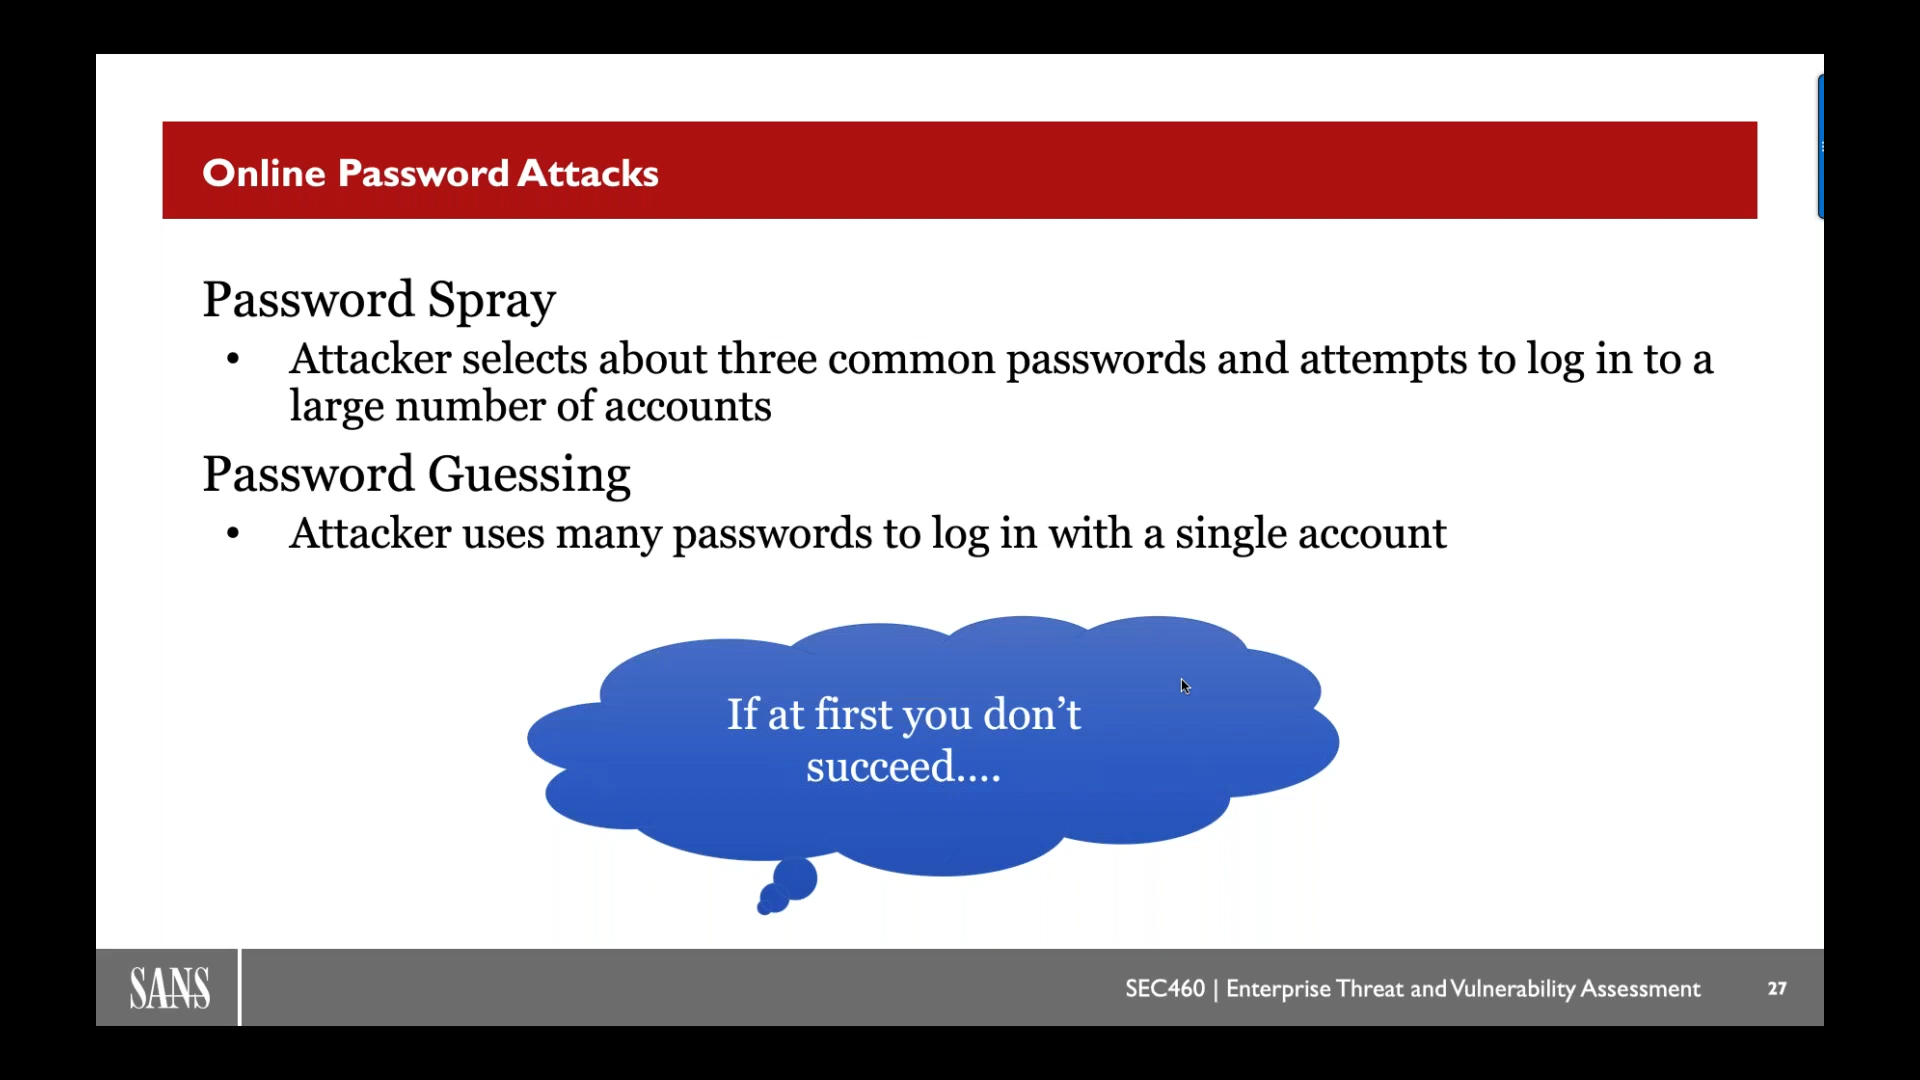 Online Password Attacks
Password Spray
• Attacker selects about three common passwords and attempts to log in to a
large number of accounts
Password Guessing
• Attacker uses many passwords to log in with a single account
If at first you don’t
succeed....
SANS
SEC460 | Enterprise Threat and Vulnerability Assessment
27